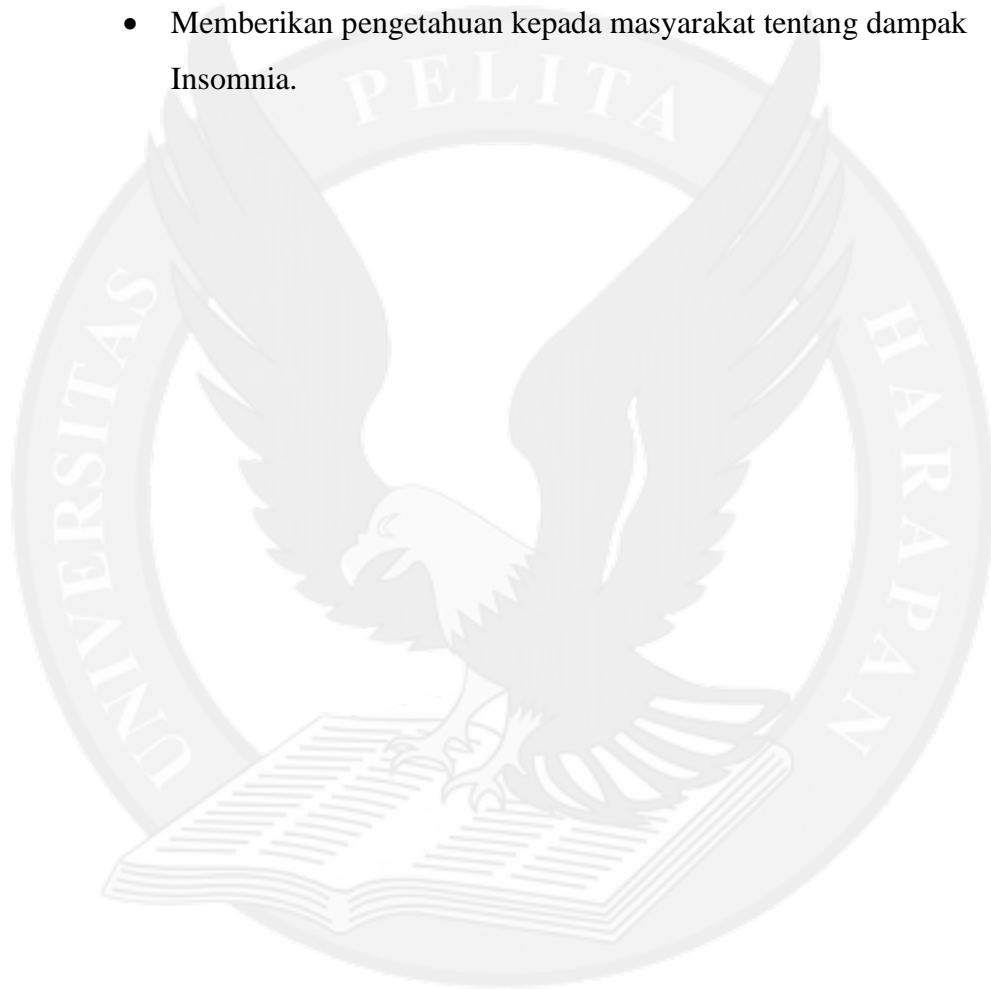 • Memberikan pengetahuan kepada masyarakat tentang dampak
Insomnia.
UNIVERSITAS PELITA HARAPAN